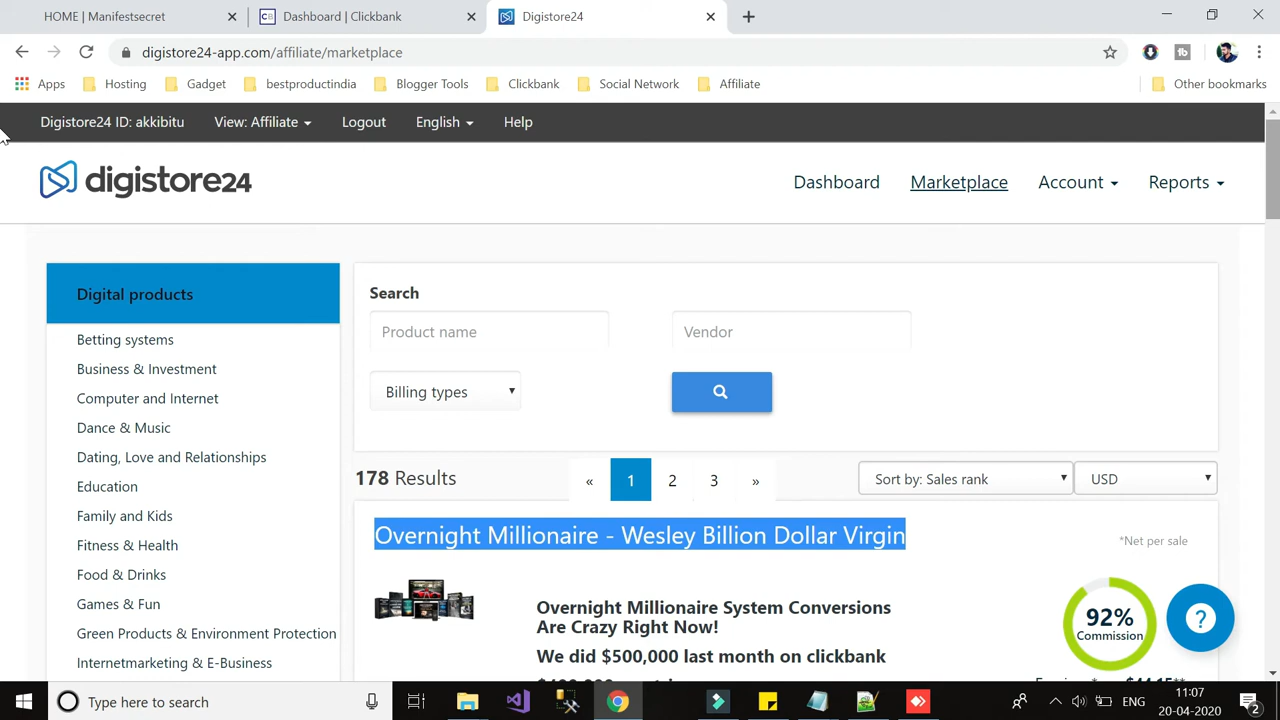 HOME | Manifestsecret
CB Dashboard | Clickbank
Digistore24
digistore24-app.com/affiliate/marketplace
Apps Hosting Gadget bestproductindia Blogger Tools Clickbank Social Network Affiliate Other bookmarks
Digistore24 ID: akkibitu View: Affiliate Logout English Help
digistore24
Dashboard Marketplace Account Reports
Digital products
Betting systems
Business & Investment
Computer and Internet
Dance & Music
Dating, Love and Relationships
Education
Family and Kids
Fitness & Health
Food & Drinks
Games & Fun
Green Products & Environment Protection
Internetmarketing & E-Business
Search
Product name Vendor
Billing types
178 Results
« 1 2 3 »
Sort by: Sales rank USD
Overnight Millionaire - Wesley Billion Dollar Virgin
*Net per sale
Overnight Millionaire System Conversions
Are Crazy Right Now!
We did $500,000 last month on clickbank
92%
Commission
?
Type here to search
ENG
11:07
20-04-2020
2